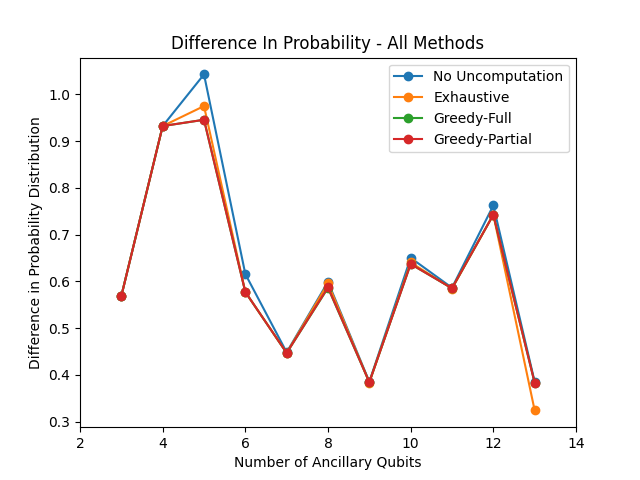 Difference In Probability - All Methods
No Uncomputation
Exhaustive
Greedy-Full
Greedy-Partial
Difference in Probability Distribution
1.0
0.9
0.8
0.7
0.6
0.5
0.4
0.3
2 4 6 8 10 12 14
Number of Ancillary Qubits